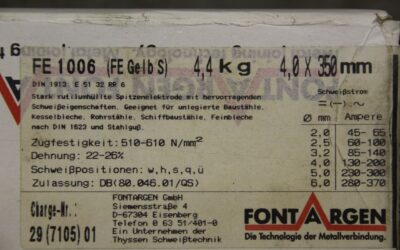 FE 1006 (FE Gelb S) 4,4 kg 4,0 X 350 mm
DIN 1913: E 51 32 RR 6
Stark rutilumhüllte Spitzenelektrode mit hervorragenden
Schweißeigenschaften. Geeignet für unlegierte Baustähle,
Kesselbleche, Rohrstähle, Schiffbaustähle, Feinbleche
nach DIN 1623 und Stahlguß.
Zugfestigkeit: 510-610 N/mm²
Dehnung: 22-26%
Schweißpositionen: w,h,s,q,ü
Zulassung: DB(80.046.01/QS)
Schweißstrom
= (-) ~
Ø mm Ampere
2,0 45- 65
2,5 60-100
3,2 85-140
4,0 130-200
5,0 230-300
6,0 280-370
Charge-Nr.:
29(7105)01
FONTARGEN GmbH
Siemensstraße 4
D-67304 Eisenberg
Telefon 0 63 51/401-0
Ein Unternehmen der
Thyssen Schweißtechnik
FONTARGEN
Die Technologie der Metallverbindung.